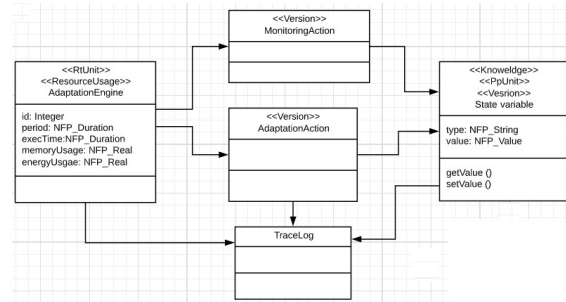 <<Version>>
MonitoringAction
<<RtUnit>>
<<ResourceUsage>>
AdaptationEngine
id: Integer
period: NFP_Duration
execTime:NFP_Duration
memoryUsage: NFP_Real
energyUsgae: NFP_Real
<<Version>>
AdaptationAction
<<Knoweldge>>
<<PpUnit>>
<<Vesrion>>
State variable
type: NFP_String
value: NFP_Value
getValue ()
setValue ()
TraceLog